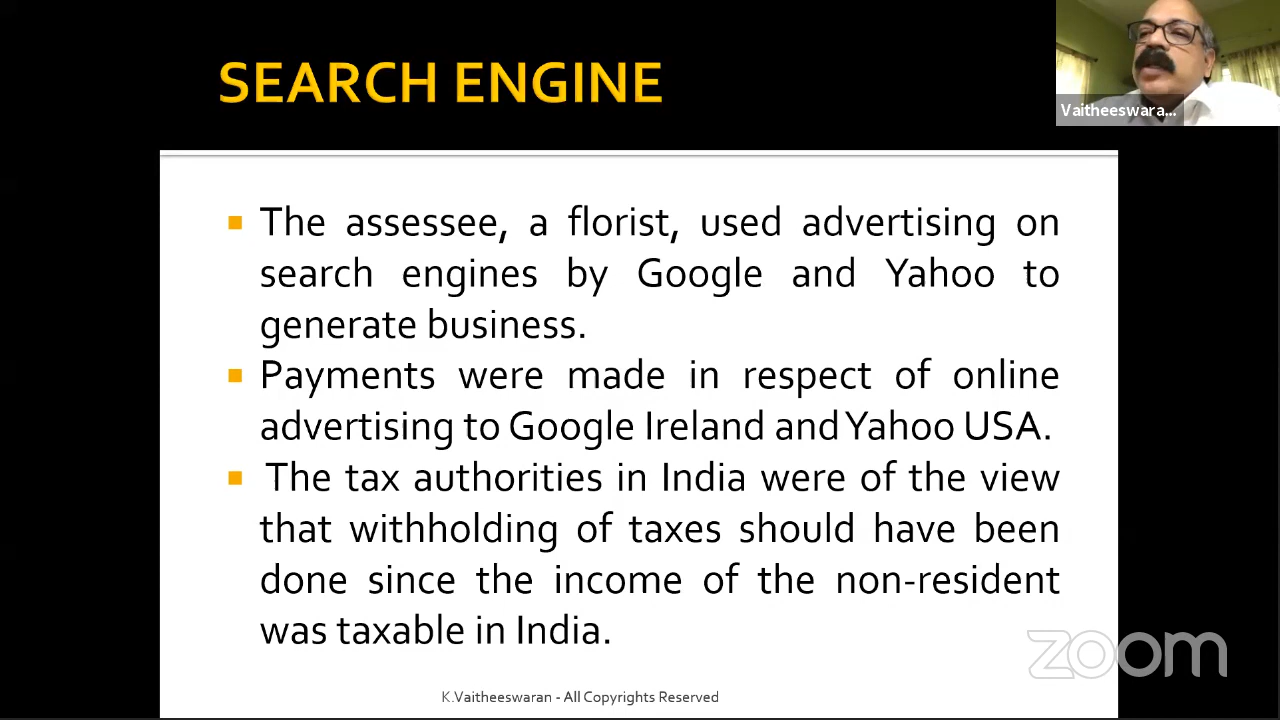 SEARCH ENGINE
Vaitheeswara...
The assessee, a florist, used advertising on
search engines by Google and Yahoo to
generate business.
Payments were made in respect of online
advertising to Google Ireland and Yahoo USA.
The tax authorities in India were of the view
that withholding of taxes should have been
done since the income of the non-resident
was taxable in India.
zoom
K.Vaitheeswaran - All Copyrights Reserved